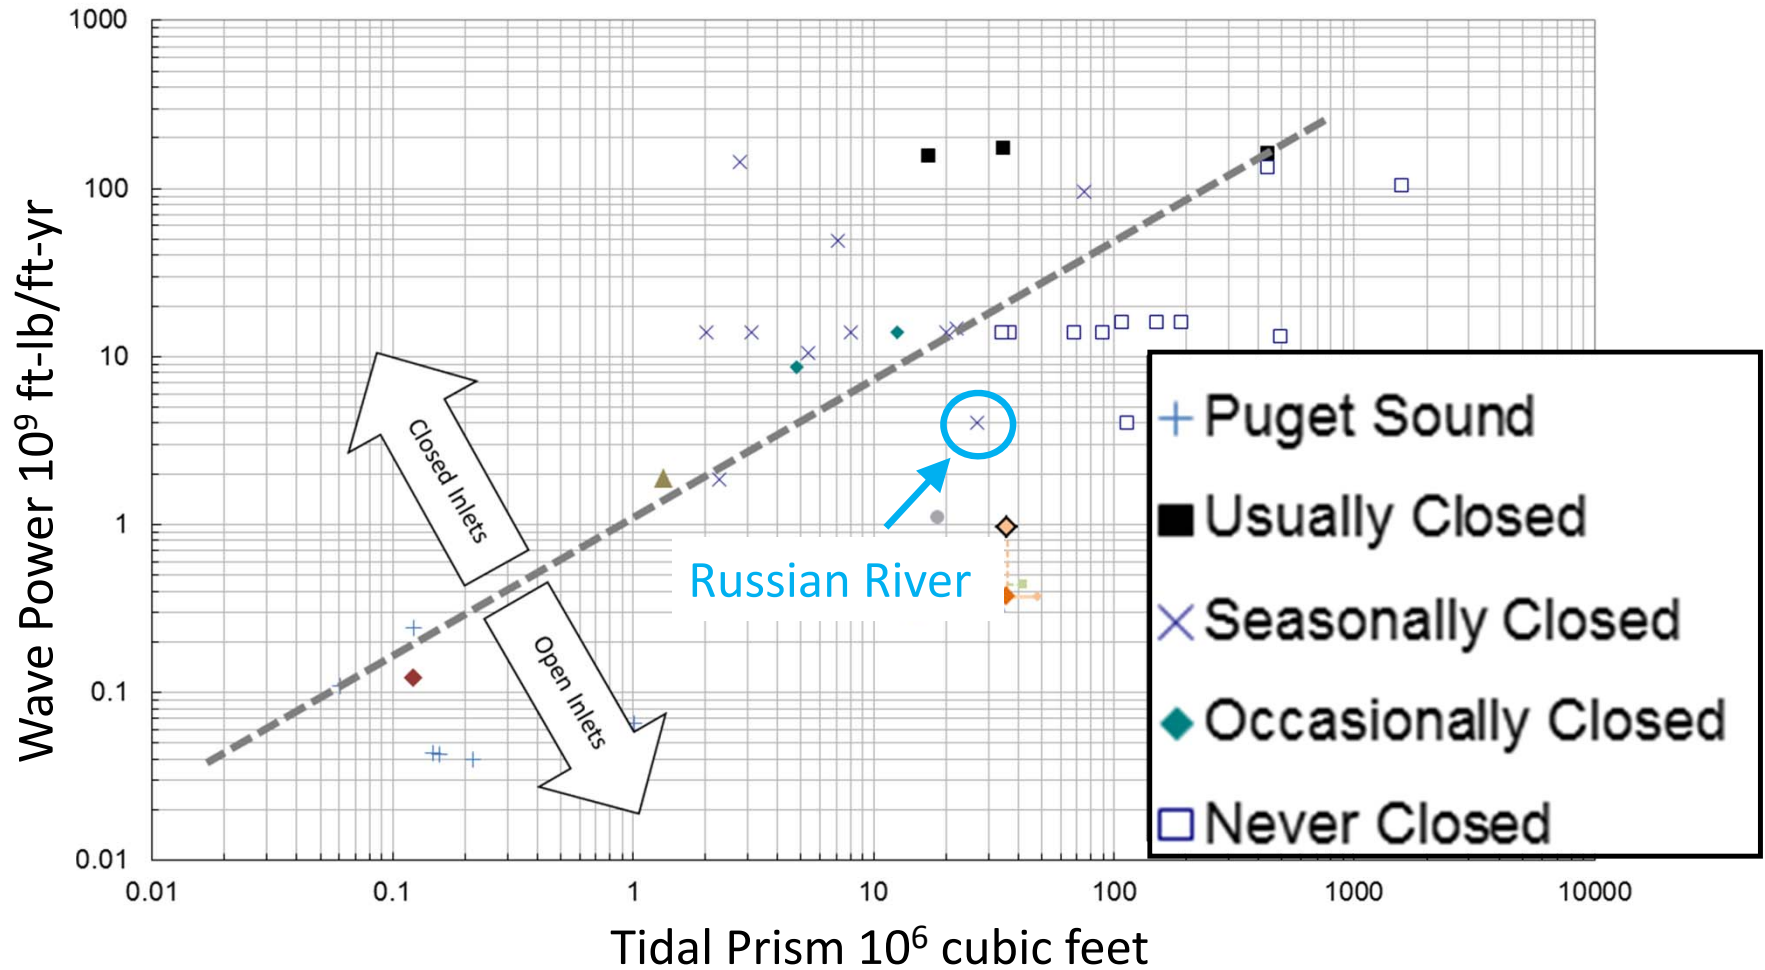 1000
100
10
1
0.1
0.01
Wave Power 10⁹ ft-lb/ft-yr
Closed Inlets
Open Inlets
Russian River
Puget Sound
Usually Closed
Seasonally Closed
Occasionally Closed
Never Closed
0.01 0.1 1 10 100 1000 10000
Tidal Prism 10⁶ cubic feet